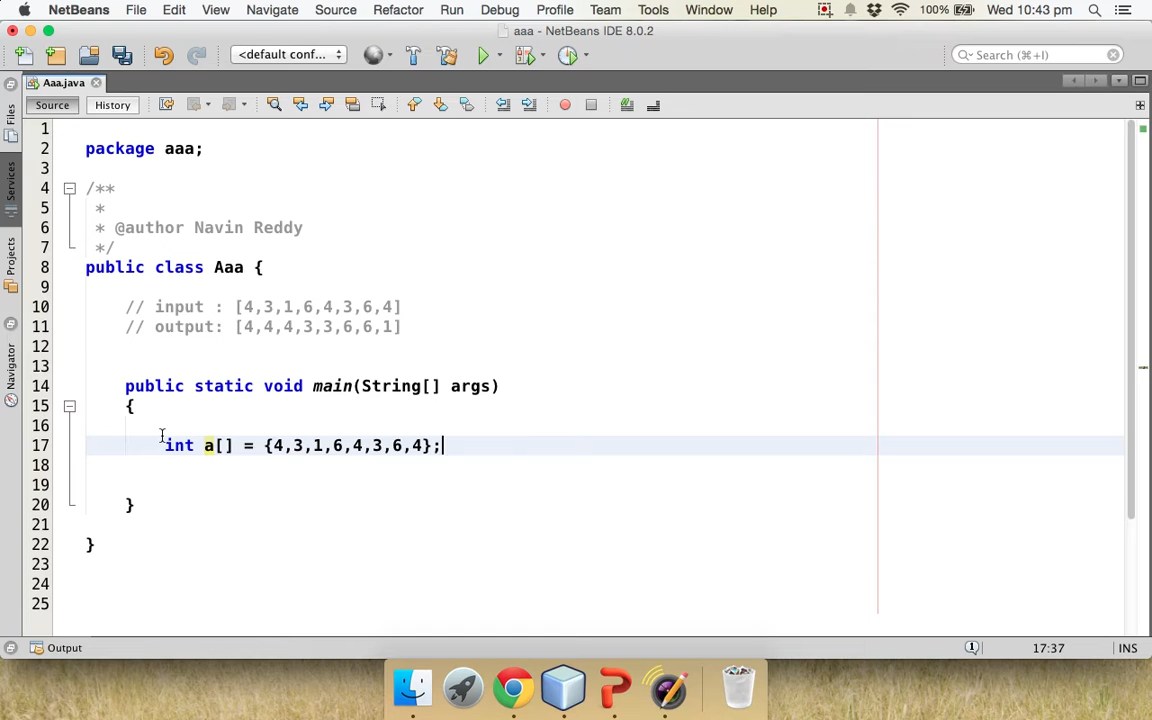 NetBeans File Edit View Navigate Source Refactor Run Debug Profile Team Tools Window Help 100% Wed 10:43 pm
aaa - NetBeans IDE 8.0.2
<default conf... Search (⌘+I)
Aaa.java
Source History
Files
Services
Projects
Navigator
1
2 package aaa;
3
4 /**
5 *
6 * @author Navin Reddy
7 */
8 public class Aaa {
9
10 // input : [4,3,1,6,4,3,6,4]
11 // output: [4,4,4,3,3,6,6,1]
12
13
14 public static void main(String[] args)
15 {
16
17 int a[] = {4,3,1,6,4,3,6,4};
18
19
20 }
21
22 }
23
24
25
Output 1 17:37 INS